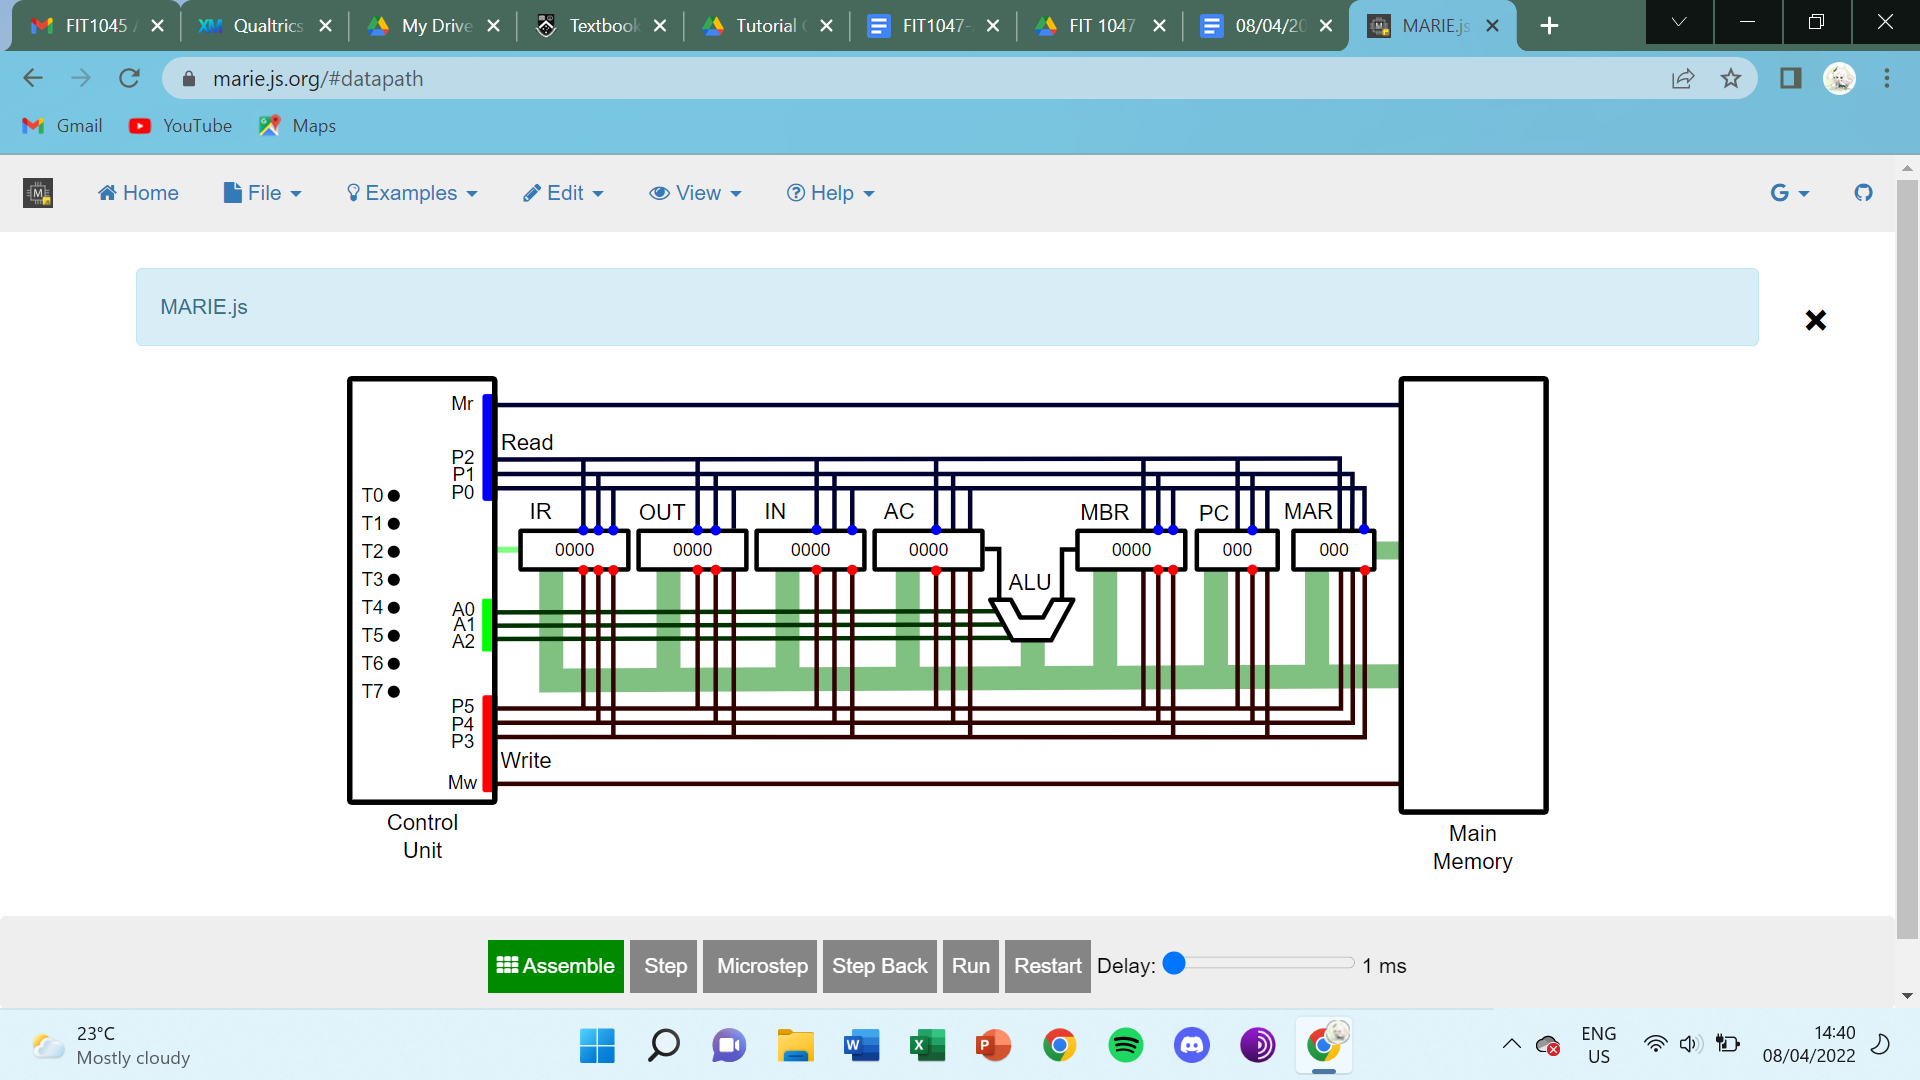 FIT1045 A
Qualtrics
My Drive
Textbook
Tutorial
FIT1047-
FIT 1047
08/04/20
MARIE.js
marie.js.org/#datapath
Gmail YouTube Maps
Home File Examples Edit View Help
MARIE.js
Mr
Read
P2
P1
P0
T0
T1
T2
T3
T4
T5
T6
T7
IR OUT IN AC MBR PC MAR
0000 0000 0000 0000 0000 000 000
ALU
A0
A1
A2
P5
P4
P3
Write
Mw
Control
Unit
Main
Memory
Assemble Step Microstep Step Back Run Restart Delay: 1 ms
23°C
Mostly cloudy
ENG
US
14:40
08/04/2022